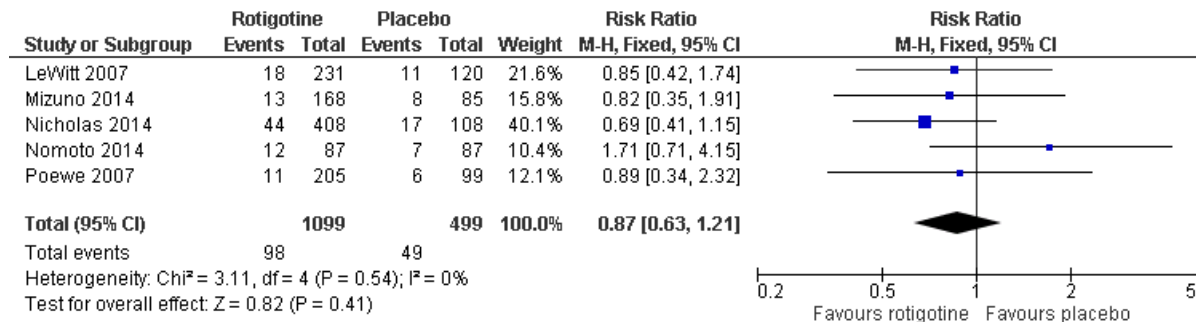 Rotigotine Placebo Risk Ratio Risk Ratio
Study or Subgroup Events Total Events Total Weight M-H, Fixed, 95% CI M-H, Fixed, 95% CI
LeWitt 2007 18 231 11 120 21.6% 0.85 [0.42, 1.74]
Mizuno 2014 13 168 8 85 15.8% 0.82 [0.35, 1.91]
Nicholas 2014 44 408 17 108 40.1% 0.69 [0.41, 1.15]
Nomoto 2014 12 87 7 87 10.4% 1.71 [0.71, 4.15]
Poewe 2007 11 205 6 99 12.1% 0.89 [0.34, 2.32]
Total (95% CI) 1099 499 100.0% 0.87 [0.63, 1.21]
Total events 98 49
Heterogeneity: Chi² = 3.11, df = 4 (P = 0.54); I² = 0%
Test for overall effect: Z = 0.82 (P = 0.41)
0.2 0.5 1 2 5
Favours rotigotine Favours placebo